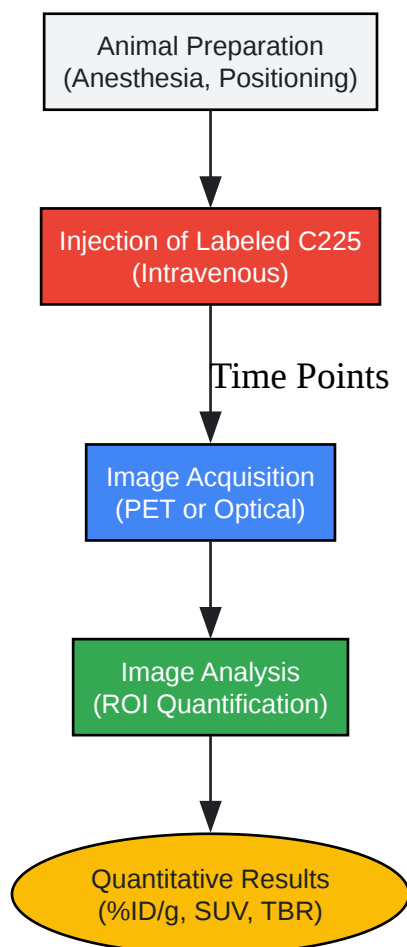 Animal Preparation
(Anesthesia, Positioning)
Injection of Labeled C225
(Intravenous)
Time Points
Image Acquisition
(PET or Optical)
Image Analysis
(ROI Quantification)
Quantitative Results
(%ID/g, SUV, TBR)